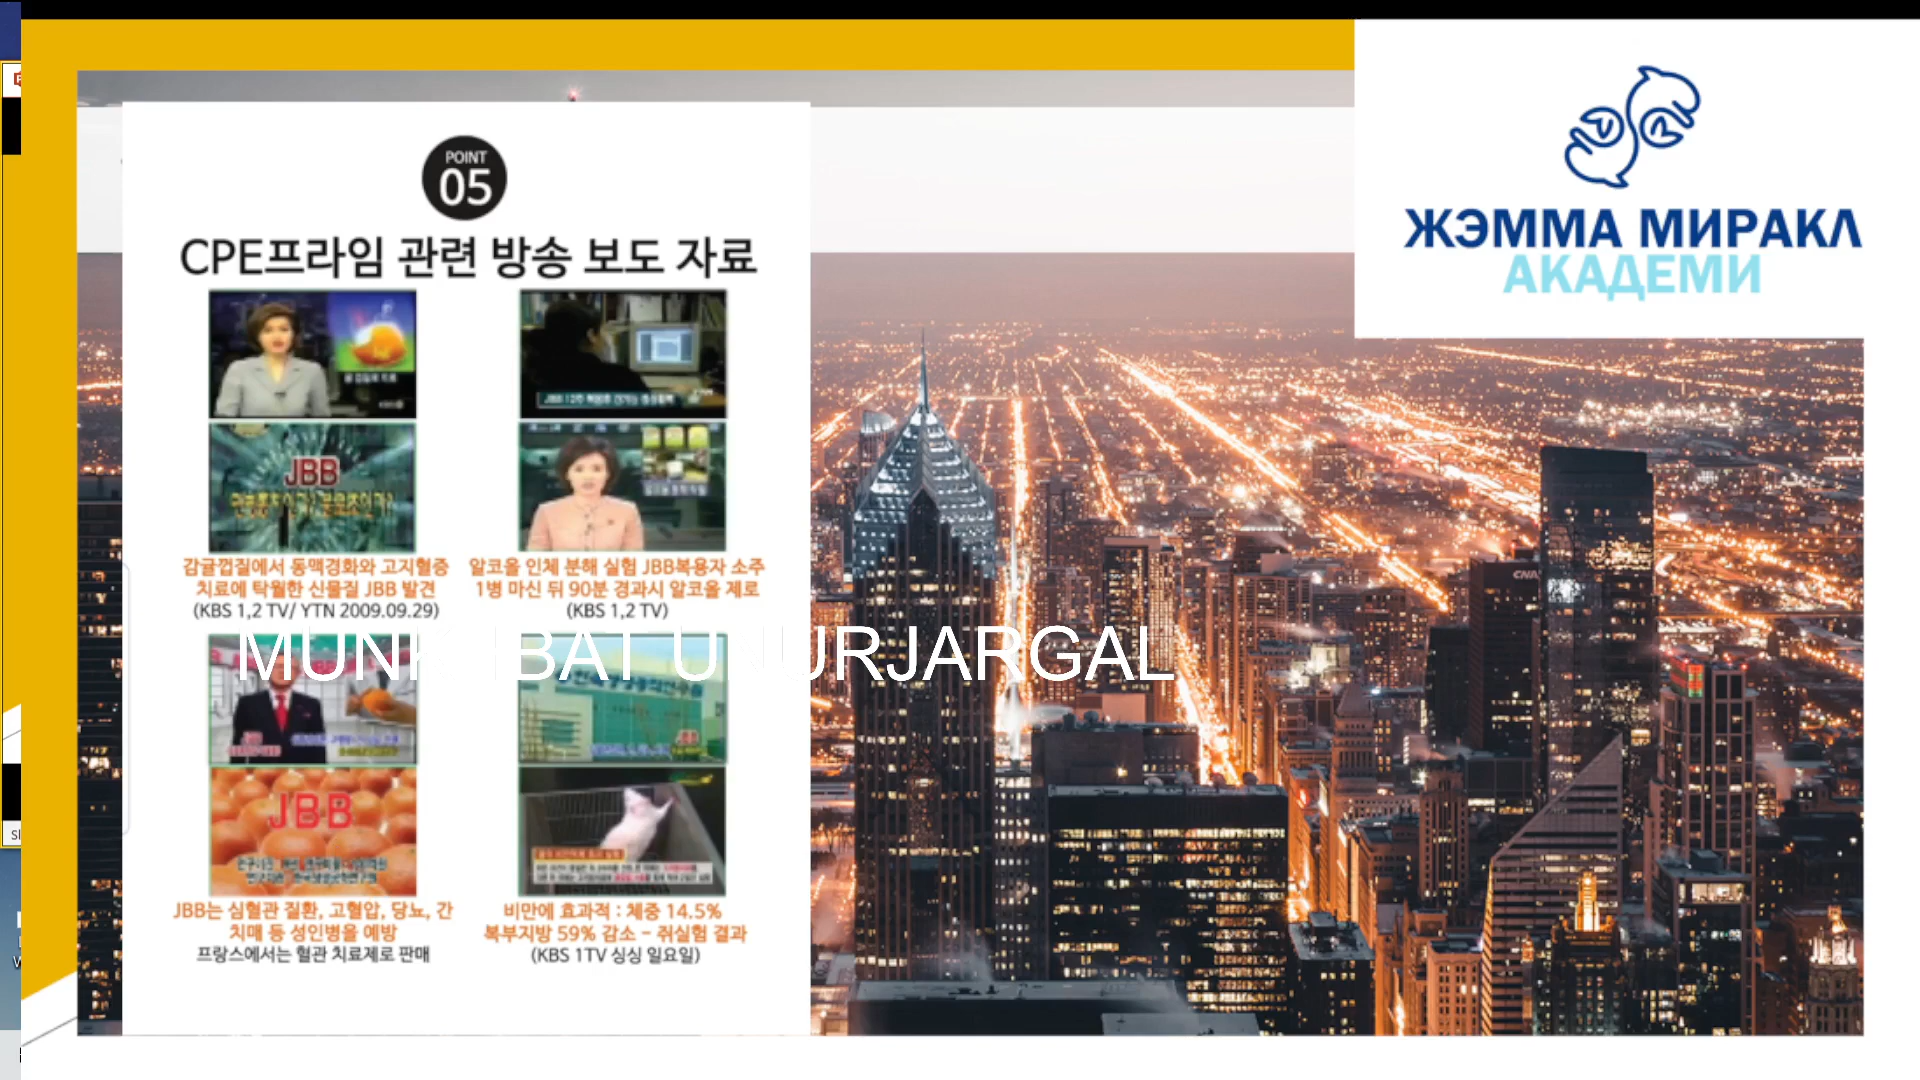 POINT
05
CPE프라임 관련 방송 보도 자료
JBB
감귤껍질에서 동맥경화와 고지혈증
치료에 탁월한 신물질 JBB 발견
(KBS 1,2 TV/ YTN 2009.09.29)
알코올 인체 분해 실험 JBB복용자 소주
1병 마신 뒤 90분 경과시 알코올 제로
(KBS 1,2 TV)
MUNKHBAT UNURJARGAL
JBB
JBB는 심혈관 질환, 고혈압, 당뇨, 간
치매 등 성인병을 예방
프랑스에서는 혈관 치료제로 판매
비만에 효과적 : 체중 14.5%
복부지방 59% 감소 - 쥐실험 결과
(KBS 1TV 싱싱 일요일)
ЖЭММА МИРАКЛ
АКАДЕМИ
CNA